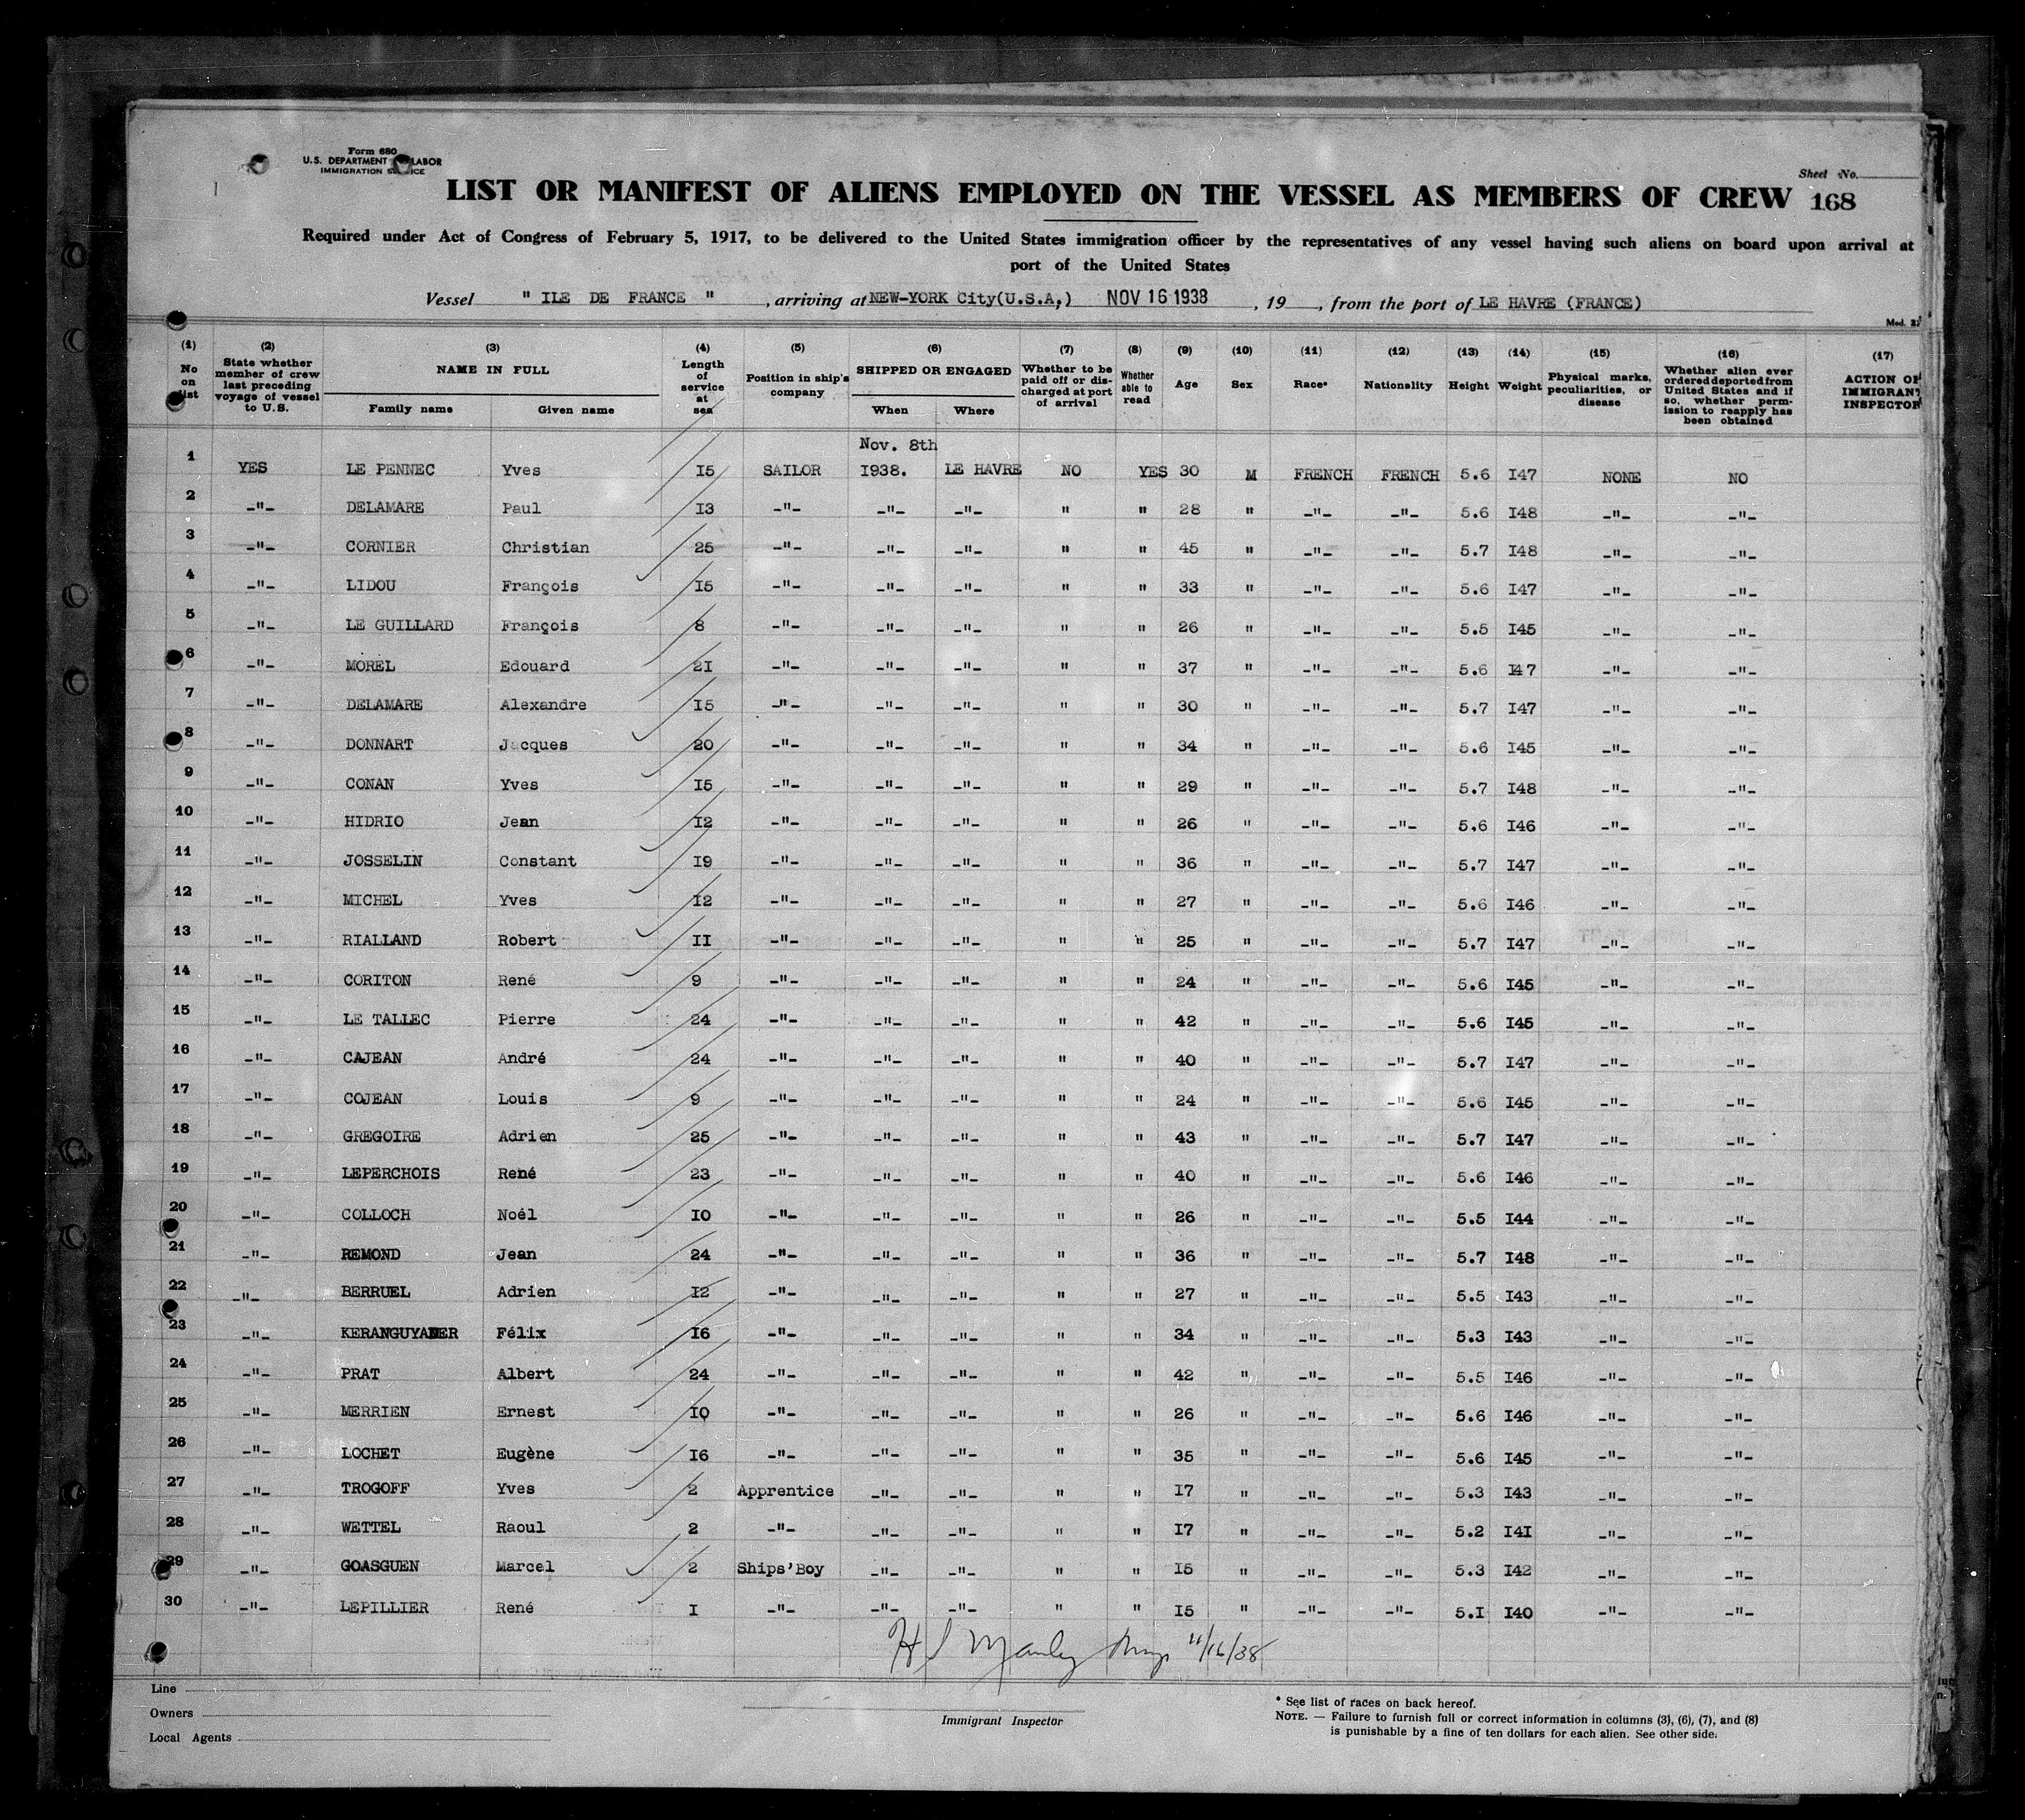 Form 680
U.S. DEPARTMENT LABOR
IMMIGRATION
Sheet No.
LIST OR MANIFEST OF ALIENS EMPLOYED ON THE VESSEL AS MEMBERS OF CREW 168
Required under Act of Congress of February 5, 1917, to be delivered to the United States immigration officer by the representatives of any vessel having such aliens on board upon arrival at
port of the United States
Vessel " ILE DE FRANCE " , arriving at NEW-YORK City(U.S.A,) NOV 16 1938 , 19 , from the port of LE HAVRE (FRANCE)
(1) No on list
(2) State whether member of crew last preceding voyage of vessel to U.S.
(3) NAME IN FULL Family name Given name
(4) Length of service at sea
(5) Position in ship's company
(6) SHIPPED OR ENGAGED When Where
(7) Whether to be paid off or discharged at port of arrival
(8) Whether able to read
(9) Age
(10) Sex
(11) Race*
(12) Nationality
(13) Height
(14) Weight
(15) Physical marks, peculiarities, or disease
(16) Whether alien ever ordered deported from United States and if so, whether permission to reapply has been obtained
(17) ACTION OF IMMIGRANT INSPECTOR
Nov. 8th
1 YES LE PENNEC Yves I5 SAILOR I938. LE HAVRE NO YES 30 M FRENCH FRENCH 5.6 I47 NONE NO
2 -"- DELAMARE Paul I3 -"- -"- -"- " " 28 " -"- -"- 5.6 I48 -"- -"-
3 -"- CORNIER Christian 25 -"- -"- -"- " " 45 " -"- -"- 5.7 I48 -"- -"-
4 -"- LIDOU François I5 -"- -"- -"- " " 33 " -"- -"- 5.6 I47 -"- -"-
5 -"- LE GUILLARD François 8 -"- -"- -"- " " 26 " -"- -"- 5.5 I45 -"- -"-
6 -"- MOREL Edouard 2I -"- -"- -"- " " 37 " -"- -"- 5.6 I47 -"- -"-
7 -"- DELAMARE Alexandre I5 -"- -"- -"- " " 30 " -"- -"- 5.7 I47 -"- -"-
8 -"- DONNART Jacques 20 -"- -"- -"- " " 34 " -"- -"- 5.6 I45 -"- -"-
9 -"- CONAN Yves I5 -"- -"- -"- " " 29 " -"- -"- 5.7 I48 -"- -"-
10 -"- HIDRIO Jean I2 -"- -"- -"- " " 26 " -"- -"- 5.6 I46 -"- -"-
11 -"- JOSSELIN Constant I9 -"- -"- -"- " " 36 " -"- -"- 5.7 I47 -"- -"-
12 -"- MICHEL Yves I2 -"- -"- -"- " " 27 " -"- -"- 5.6 I46 -"- -"-
13 -"- RIALLAND Robert II -"- -"- -"- " " 25 " -"- -"- 5.7 I47 -"- -"-
14 -"- CORITON René 9 -"- -"- -"- " " 24 " -"- -"- 5.6 I45 -"- -"-
15 -"- LE TALLEC Pierre 24 -"- -"- -"- " " 42 " -"- -"- 5.6 I45 -"- -"-
16 -"- CAJEAN André 24 -"- -"- -"- " " 40 " -"- -"- 5.7 I47 -"- -"-
17 -"- COJEAN Louis 9 -"- -"- -"- " " 24 " -"- -"- 5.6 I45 -"- -"-
18 -"- GREGOIRE Adrien 25 -"- -"- -"- " " 43 " -"- -"- 5.7 I47 -"- -"-
19 -"- LEPERCHOIS René 23 -"- -"- -"- " " 40 " -"- -"- 5.6 I46 -"- -"-
20 -"- COLLOCH Noél I0 -"- -"- -"- " " 26 " -"- -"- 5.5 I44 -"- -"-
21 -"- REMOND Jean 24 -"- -"- -"- " " 36 " -"- -"- 5.7 I48 -"- -"-
22 -"- BERRUEL Adrien I2 -"- -"- -"- " " 27 " -"- -"- 5.5 I43 -"- -"-
23 -"- Félix I6 -"- -"- -"- " " 34 " -"- -"- 5.3 I43 -"- -"-
24 -"- PRAT Albert 24 -"- -"- -"- " " 42 " -"- -"- 5.5 I46 -"- -"-
25 -"- MERRIEN Ernest I0 -"- -"- -"- " " 26 " -"- -"- 5.6 I46 -"- -"-
26 -"- LOCHET Eugène I6 -"- -"- -"- " " 35 " -"- -"- 5.6 I45 -"- -"-
27 -"- TROGOFF Yves 2 Apprentice -"- -"- " " I7 " -"- -"- 5.3 I43 -"- -"-
28 -"- WETTEL Raoul 2 -"- -"- -"- " " I7 " -"- -"- 5.2 I4I -"- -"-
29 -"- GOASGUEN Marcel 2 Ships'Boy -"- -"- " " I5 " -"- -"- 5.3 I42 -"- -"-
30 -"- LEPILLIER René I -"- -"- -"- " " I5 " -"- -"- 5.I I40 -"- -"-
11/16/38
Line
Owners
Local Agents
Immigrant Inspector
* See list of races on back hereof.
NOTE. — Failure to furnish full or correct information in columns (3), (6), (7), and (8)
is punishable by a fine of ten dollars for each alien. See other side.